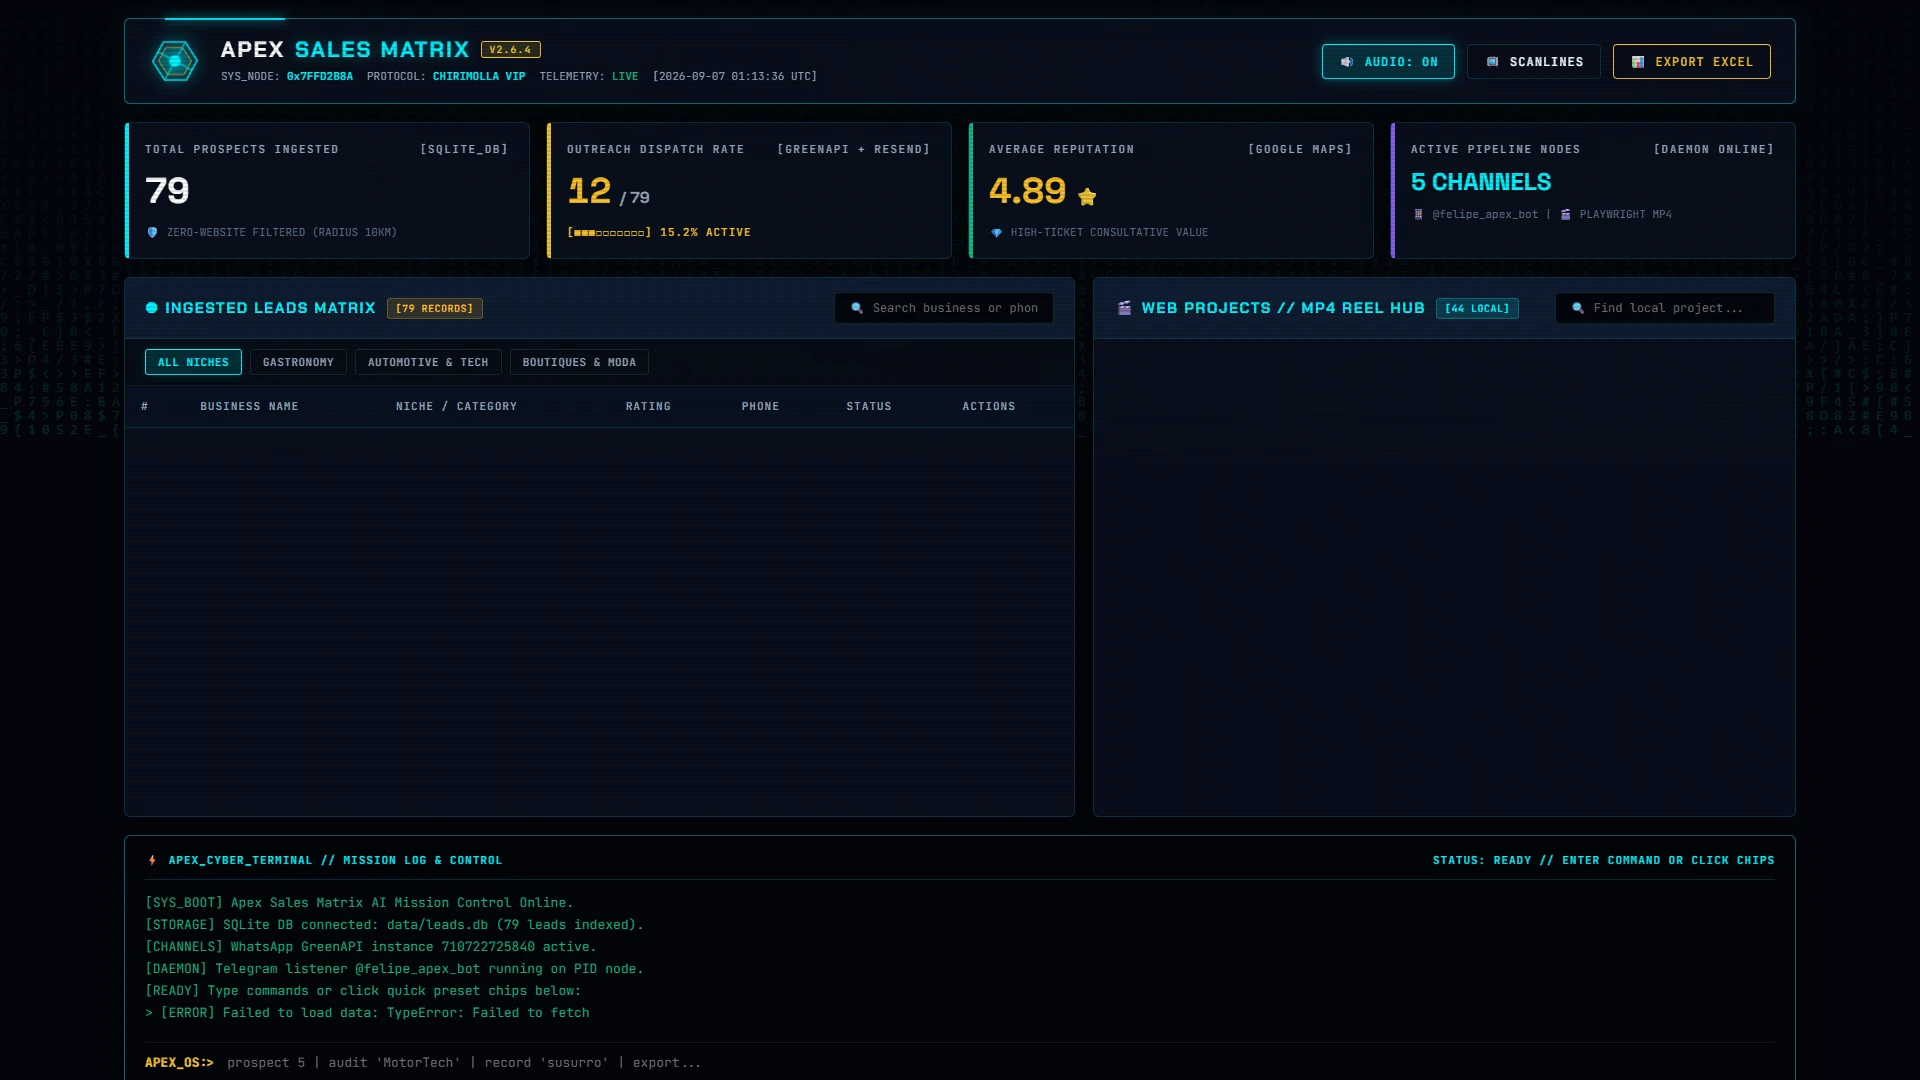 APEX SALES MATRIX V2.6.4
SYS_NODE: 0x7FFD2B8A PROTOCOL: CHIRIMOLLA VIP TELEMETRY: LIVE [2026-09-07 01:13:36 UTC]
AUDIO: ON
SCANLINES
EXPORT EXCEL
TOTAL PROSPECTS INGESTED [SQLITE_DB]
79
ZERO-WEBSITE FILTERED (RADIUS 10KM)
OUTREACH DISPATCH RATE [GREENAPI + RESEND]
12 / 79
[■■■□□□□□□□] 15.2% ACTIVE
AVERAGE REPUTATION [GOOGLE MAPS]
4.89
HIGH-TICKET CONSULTATIVE VALUE
ACTIVE PIPELINE NODES [DAEMON ONLINE]
5 CHANNELS
@felipe_apex_bot | PLAYWRIGHT MP4
INGESTED LEADS MATRIX [79 RECORDS]
Search business or phon
ALL NICHES GASTRONOMY AUTOMOTIVE & TECH BOUTIQUES & MODA
# BUSINESS NAME NICHE / CATEGORY RATING PHONE STATUS ACTIONS
WEB PROJECTS // MP4 REEL HUB [44 LOCAL]
Find local project...
APEX_CYBER_TERMINAL // MISSION LOG & CONTROL
STATUS: READY // ENTER COMMAND OR CLICK CHIPS
[SYS_BOOT] Apex Sales Matrix AI Mission Control Online.
[STORAGE] SQLite DB connected: data/leads.db (79 leads indexed).
[CHANNELS] WhatsApp GreenAPI instance 710722725840 active.
[DAEMON] Telegram listener @felipe_apex_bot running on PID node.
[READY] Type commands or click quick preset chips below:
> [ERROR] Failed to load data: TypeError: Failed to fetch
APEX_OS:> prospect 5 | audit 'MotorTech' | record 'susurro' | export...